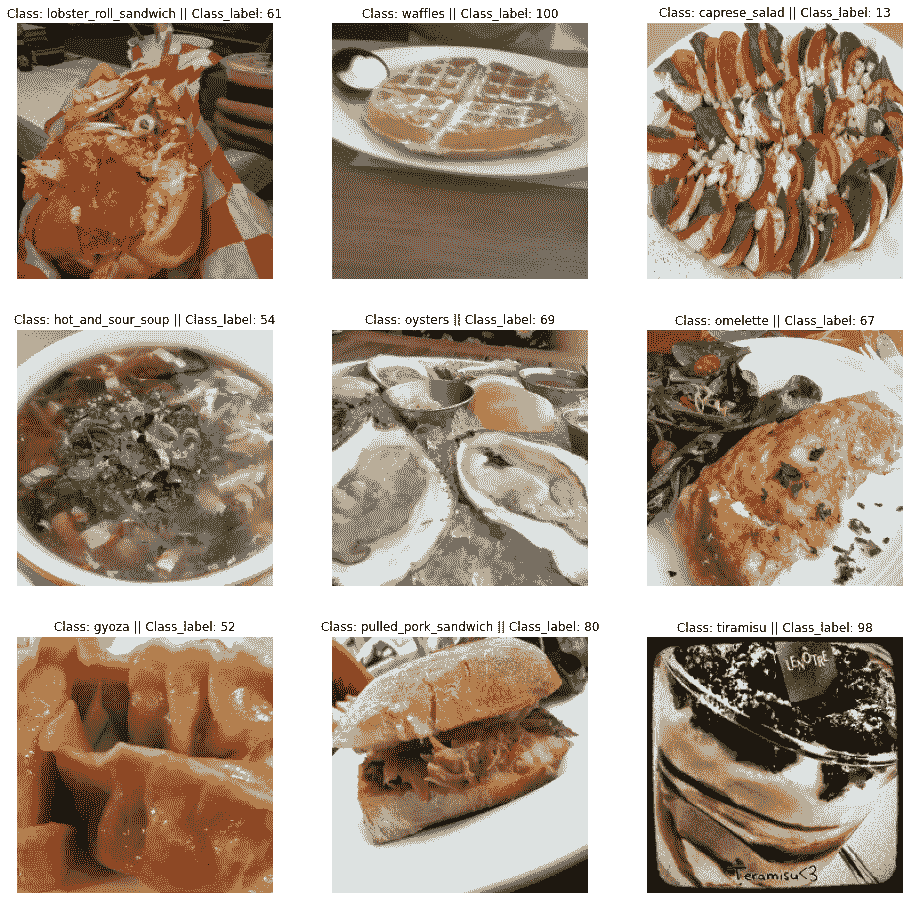 Class: lobster_roll_sandwich || Class_label: 61
Class: waffles || Class_label: 100
Class: caprese_salad || Class_label: 13
Class: hot_and_sour_soup || Class_label: 54
Class: oysters || Class_label: 69
Class: omelette || Class_label: 67
Class: gyoza || Class_label: 52
Class: pulled_pork_sandwich || Class_label: 80
Class: tiramisu || Class_label: 98
LENOTRE
Teramisu<3